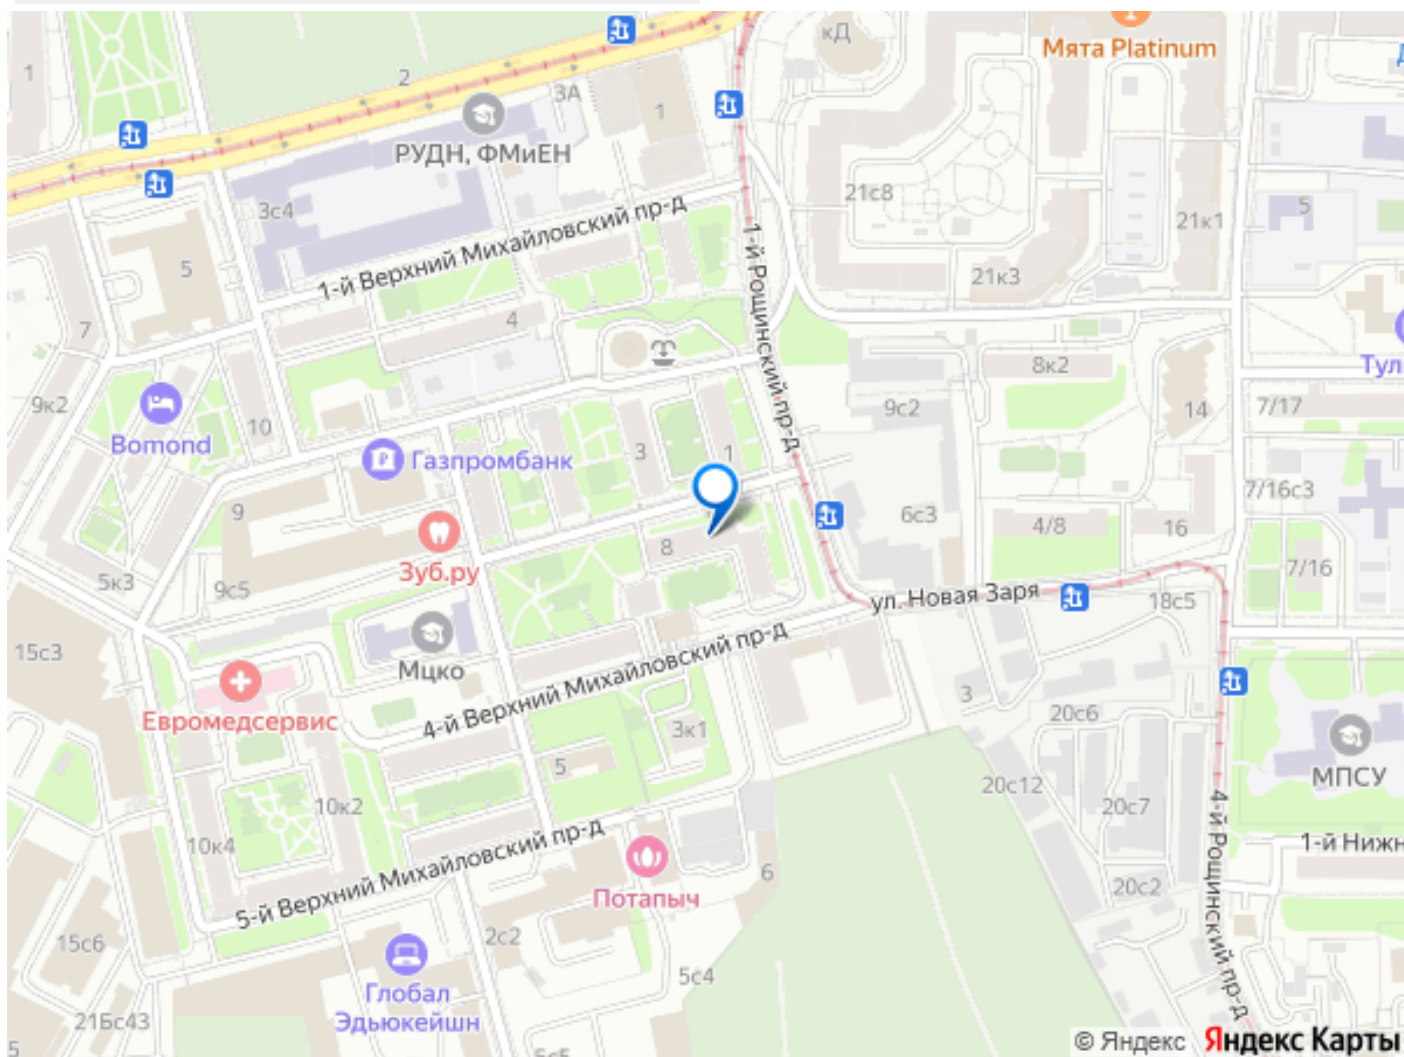 кД
Мята Platinum
1
2
3А
1
РУДН, ФМиЕН
3с4
1-й Верхний Михайловский пр-д
21с8
5
21к1
5
1-й Рощинский пр-д
21к3
7
4
8к2
Тул
9к2
Bomond
10
Газпромбанк
3
1
9с2
14
7/17
9
Зуб.ру
8
6с3
4/8
16
7/16с3
5к3
9с5
7/16
ул. Новая Заря
18с5
Мцко
15с3
Евромедсервис
4-й Верхний Михайловский пр-д
3к1
3
20с6
МПСУ
5
20с12
20с7
10к2
10к4
4-й Рощинский пр-д
1-й Нижн
5-й Верхний Михайловский пр-д
Потапыч
6
20с2
15с6
2с2
5с4
Глобал
Эдьюкейшн
21Бс43
5
5с5
© Яндекс Яндекс Карты